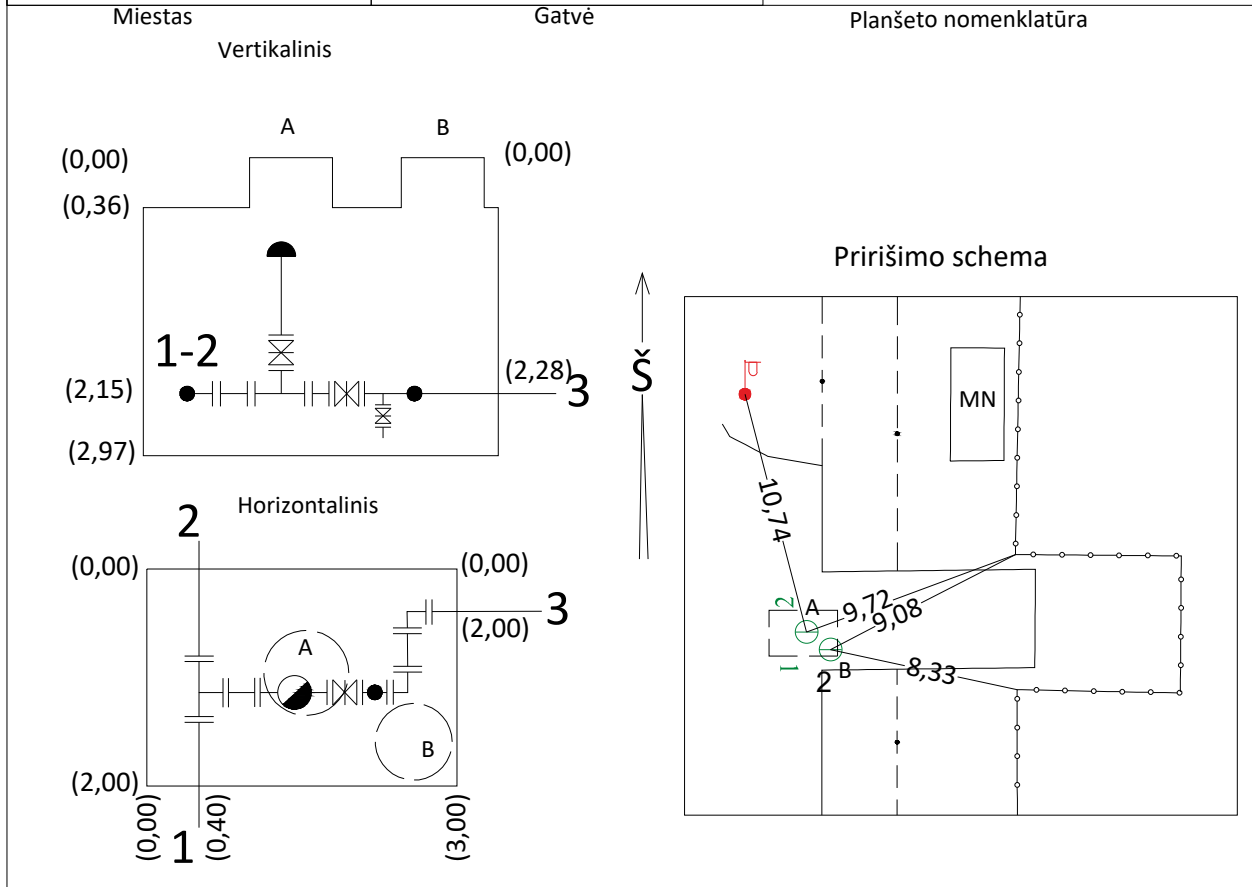 Miestas
Gatvė
Planšeto nomenklatūra
Vertikalinis
A
B
(0,00)
(0,00)
(0,36)
1-2
(2,15)
(2,28)
3
(2,97)
Š
Pririšimo schema
MN
10,74
9,72
9,08
8,33
A
B
2
1
2
Horizontalinis
2
(0,00)
(0,00)
3
(2,00)
A
B
(2,00)
1
(0,00)
(0,40)
(3,00)